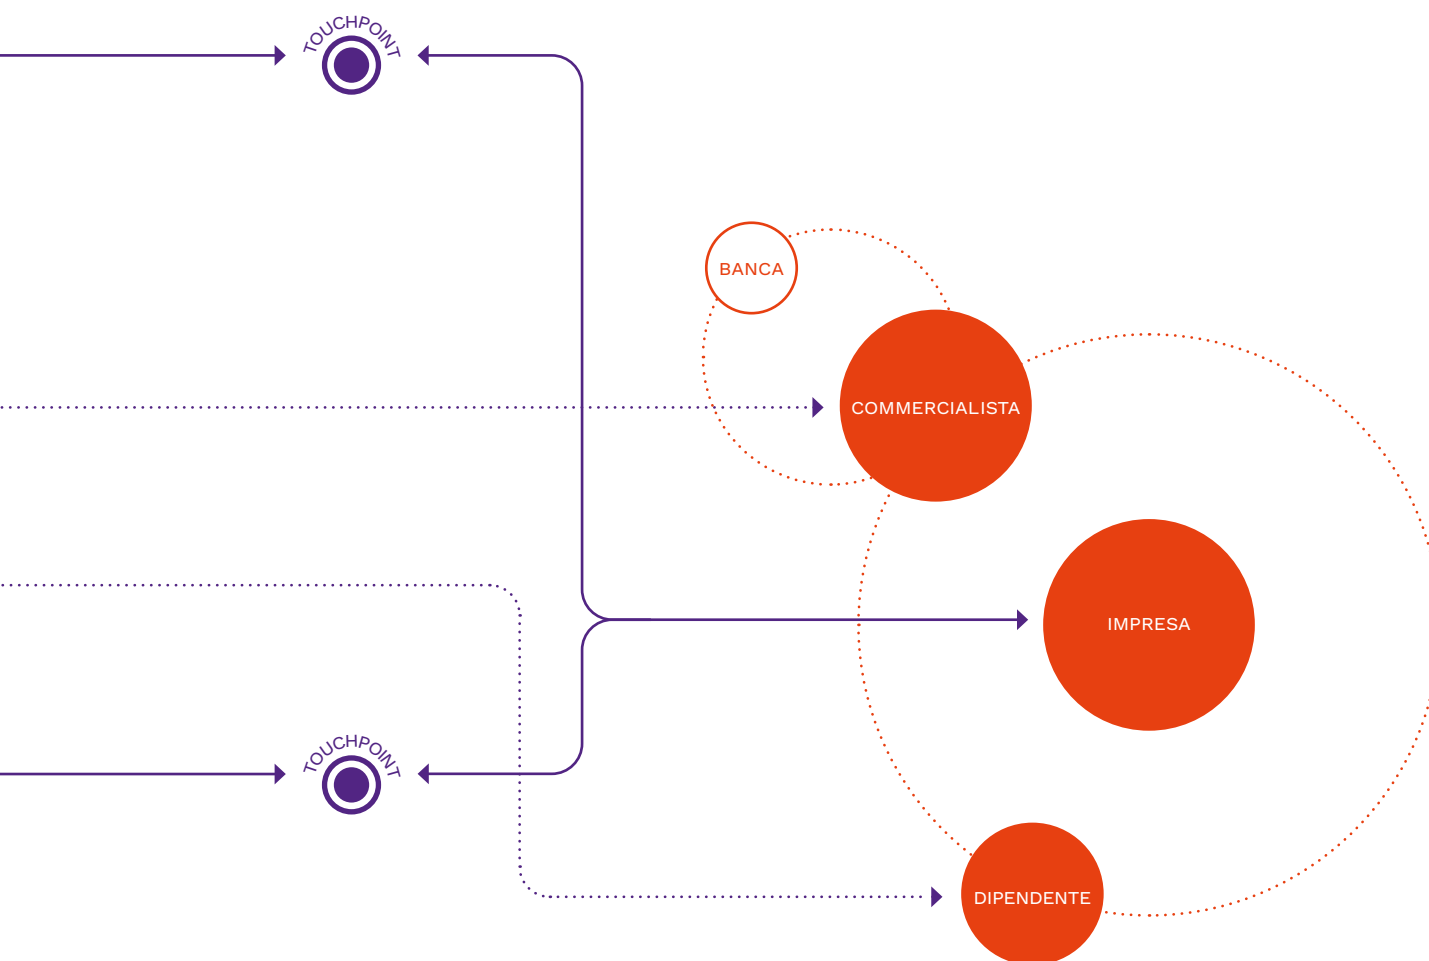 TOUCHPOINT
BANCA
COMMERCIALISTA
IMPRESA
TOUCHPOINT
DIPENDENTE